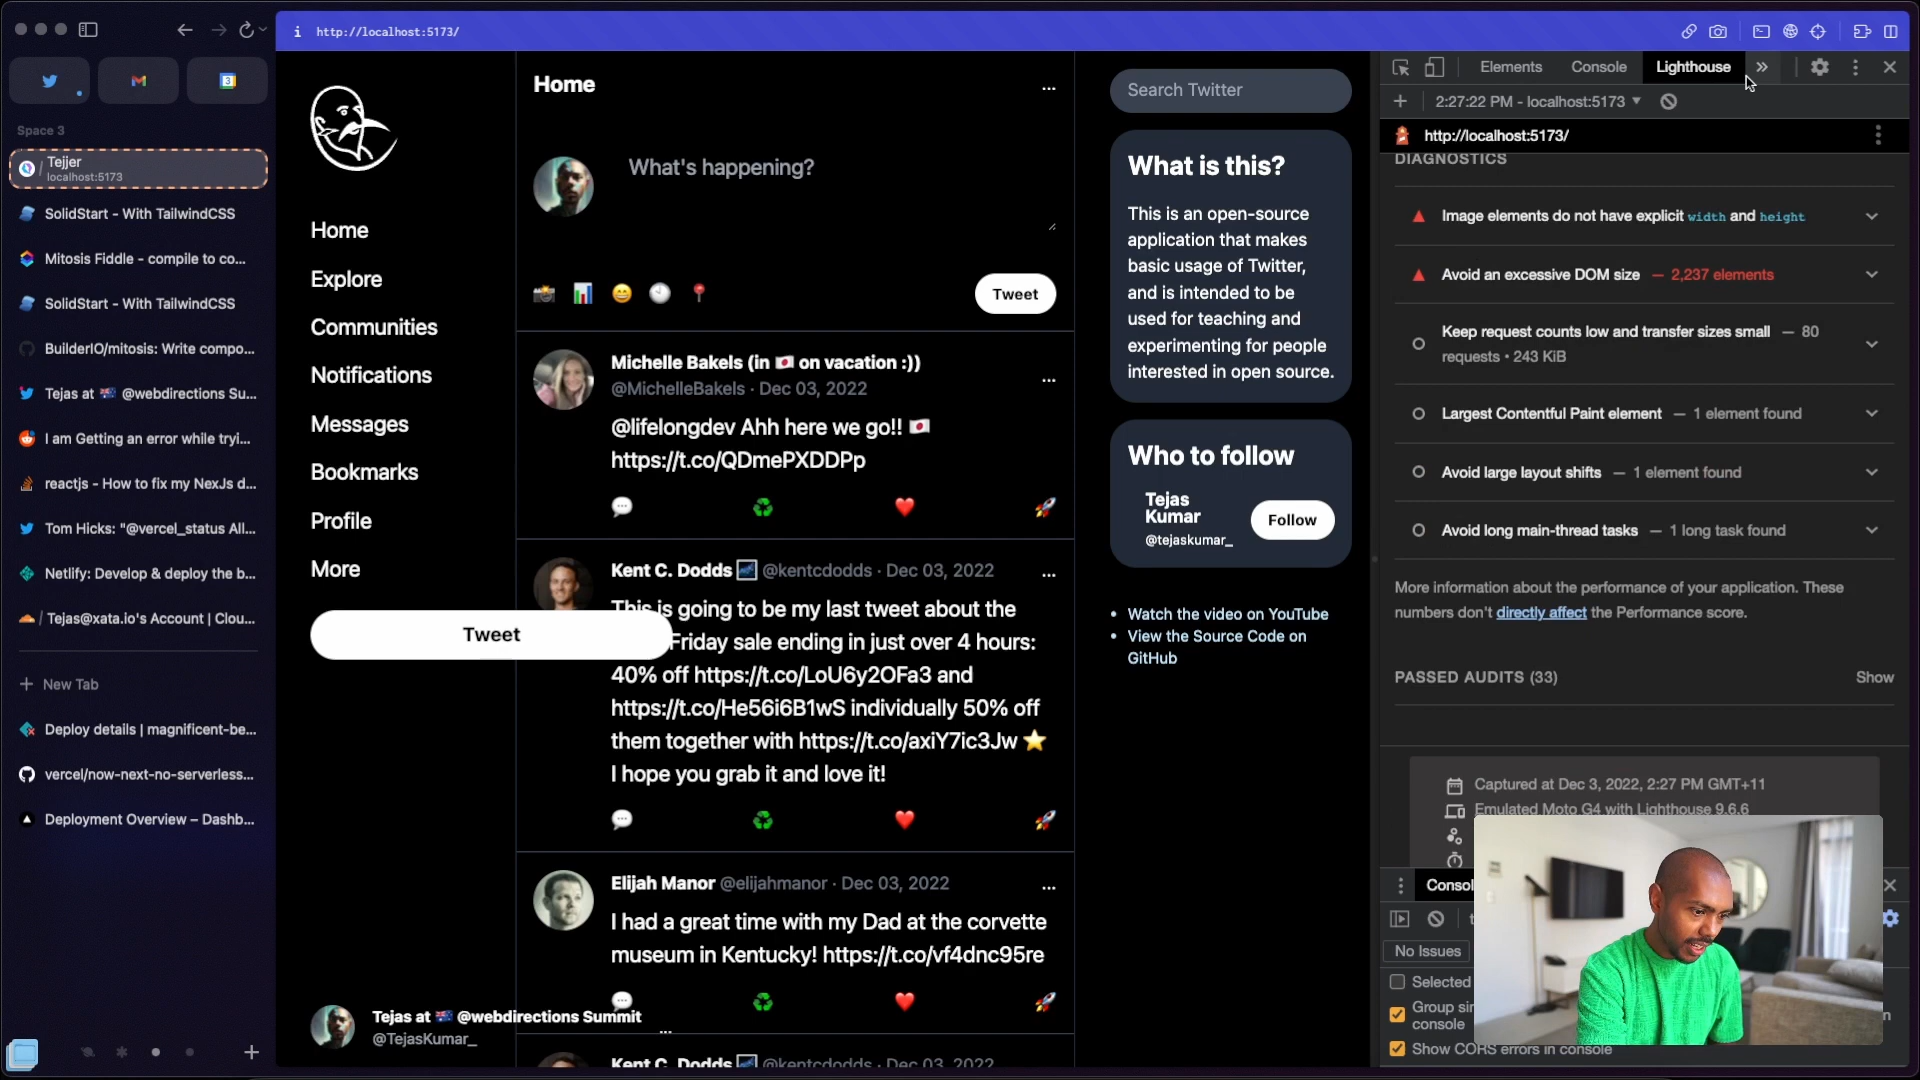 http://localhost:5173/
Space 3
Tejjer
localhost:5173
SolidStart - With TailwindCSS
Mitosis Fiddle - compile to co...
SolidStart - With TailwindCSS
BuilderIO/mitosis: Write compo...
Tejas at 🇦🇺 @webdirections Su...
I am Getting an error while tryi...
reactjs - How to fix my NexJs d...
Tom Hicks: "@vercel_status All...
Netlify: Develop & deploy the b...
/ Tejas@xata.io's Account | Clou...
New Tab
Deploy details | magnificent-be...
vercel/now-next-no-serverless...
Deployment Overview – Dashb...
Home
Explore
Communities
Notifications
Messages
Bookmarks
Profile
More
Tweet
Tejas at 🇦🇺 @webdirections Summit
@TejasKumar_
...
Home
...
What's happening?
Tweet
Michelle Bakels (in 🇯🇵 on vacation :))
@MichelleBakels · Dec 03, 2022
...
@lifelongdev Ahh here we go!! 🇯🇵
https://t.co/QDmePXDDPp
Kent C. Dodds @kentcdodds · Dec 03, 2022
...
This is going to be my last tweet about the
Friday sale ending in just over 4 hours:
40% off https://t.co/LoU6y2OFa3 and
https://t.co/He56i6B1wS individually 50% off
them together with https://t.co/axiY7ic3Jw ⭐
I hope you grab it and love it!
Elijah Manor @elijahmanor · Dec 03, 2022
...
I had a great time with my Dad at the corvette
museum in Kentucky! https://t.co/vf4dnc95re
Kent C. Dodds @kentcdodds · Dec 03, 2022
...
Search Twitter
What is this?
This is an open-source
application that makes
basic usage of Twitter,
and is intended to be
used for teaching and
experimenting for people
interested in open source.
Who to follow
Tejas
Kumar
@tejaskumar_
Follow
• Watch the video on YouTube
• View the Source Code on
GitHub
Elements
Console
Lighthouse
2:27:22 PM - localhost:5173
http://localhost:5173/
DIAGNOSTICS
Image elements do not have explicit width and height
Avoid an excessive DOM size — 2,237 elements
Keep request counts low and transfer sizes small — 80
requests • 243 KiB
Largest Contentful Paint element — 1 element found
Avoid large layout shifts — 1 element found
Avoid long main-thread tasks — 1 long task found
More information about the performance of your application. These
numbers don't directly affect the Performance score.
PASSED AUDITS (33)
Show
Captured at Dec 3, 2022, 2:27 PM GMT+11
Emulated Moto G4 with Lighthouse 9.6.6
No Issues
Selected
console
Show CORS errors in console